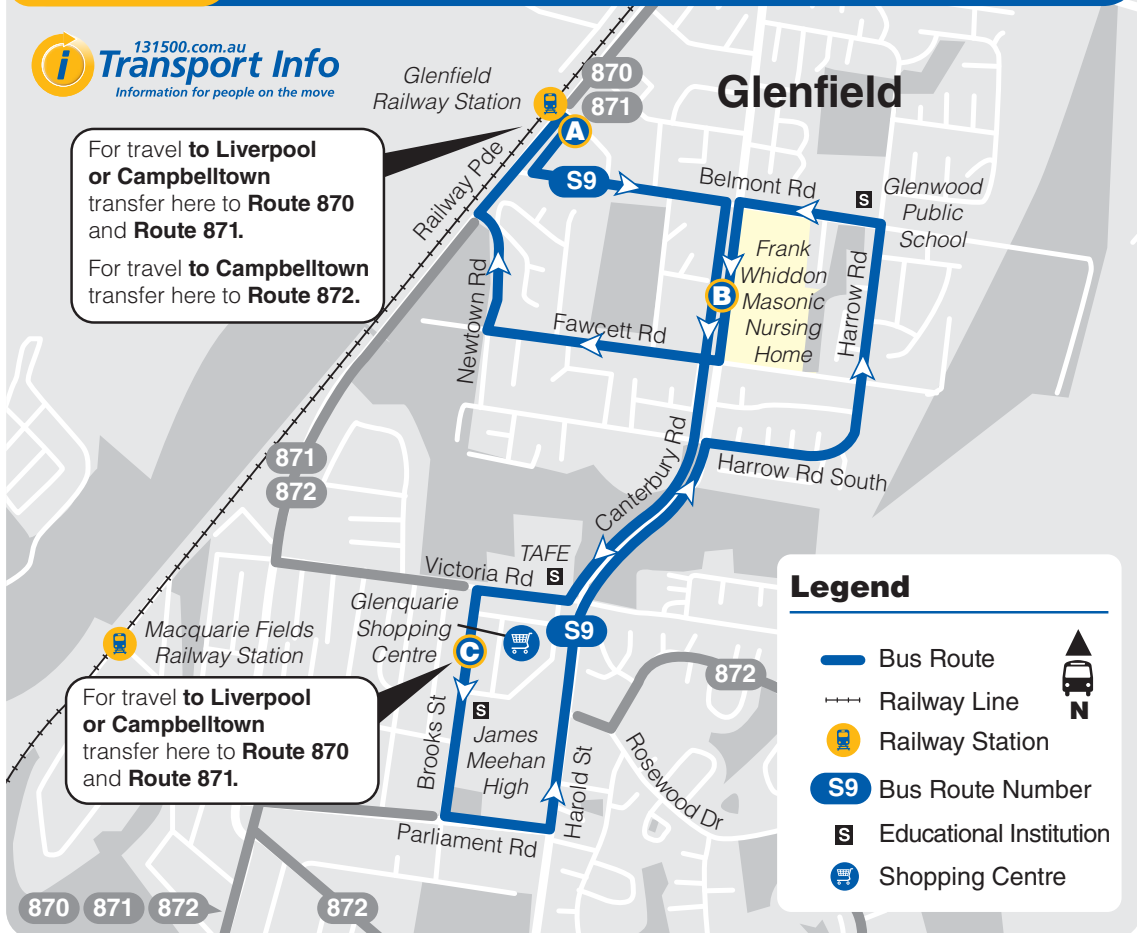 131500.com.au
Transport Info
Information for people on the move
Glenfield
Railway Station
870
871
A
Glenfield
For travel to Liverpool
or Campbelltown
transfer here to Route 870
and Route 871.
For travel to Campbelltown
transfer here to Route 872.
Railway Pde
S9
Belmont Rd
S
Glenwood
Public
School
Frank
Whiddon
Masonic
Nursing
Home
B
Harrow Rd
Newtown Rd
Fawcett Rd
871
872
Canterbury Rd
Harrow Rd South
TAFE
S
Victoria Rd
Glenquarie
Shopping
Centre
S9
C
Macquarie Fields
Railway Station
872
For travel to Liverpool
or Campbelltown
transfer here to Route 870
and Route 871.
Brooks St
S
James
Meehan
High
Harold St
Rosewood Dr
Parliament Rd
870 871 872
872
Legend
Bus Route
Railway Line
N
Railway Station
S9 Bus Route Number
S Educational Institution
Shopping Centre